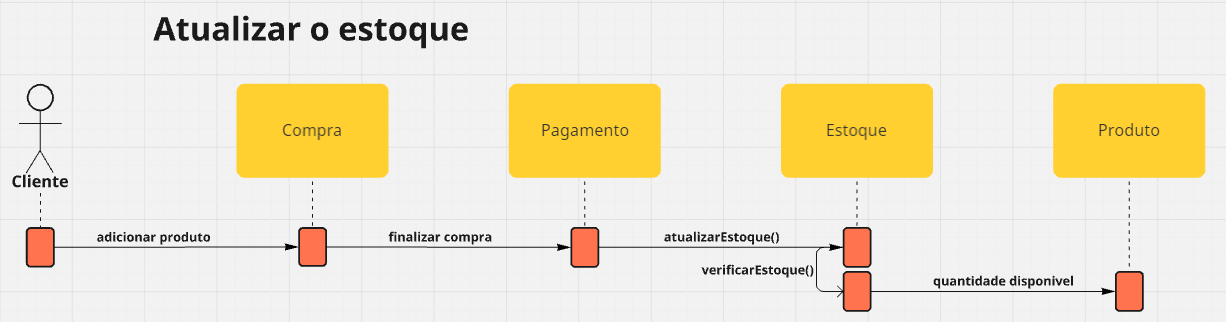 Atualizar o estoque
Compra
Pagamento
Estoque
Produto
Cliente
adicionar produto
finalizar compra
atualizarEstoque()
verificarEstoque()
quantidade disponivel